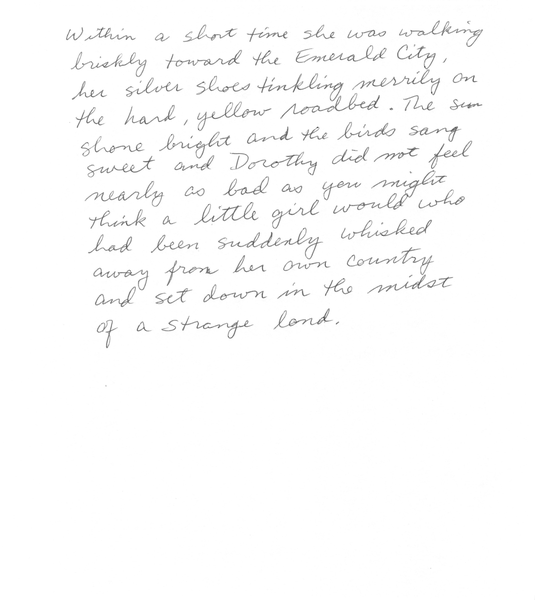 Within a short time she was walking
briskly toward the Emerald City,
her silver shoes tinkling merrily on
the hard, yellow roadbed. The sun
shone bright and the birds sang
sweet and Dorothy did not feel
nearly as bad as you might
think a little girl would who
had been suddenly whisked
away from her own country
and set down in the midst
of a strange land.